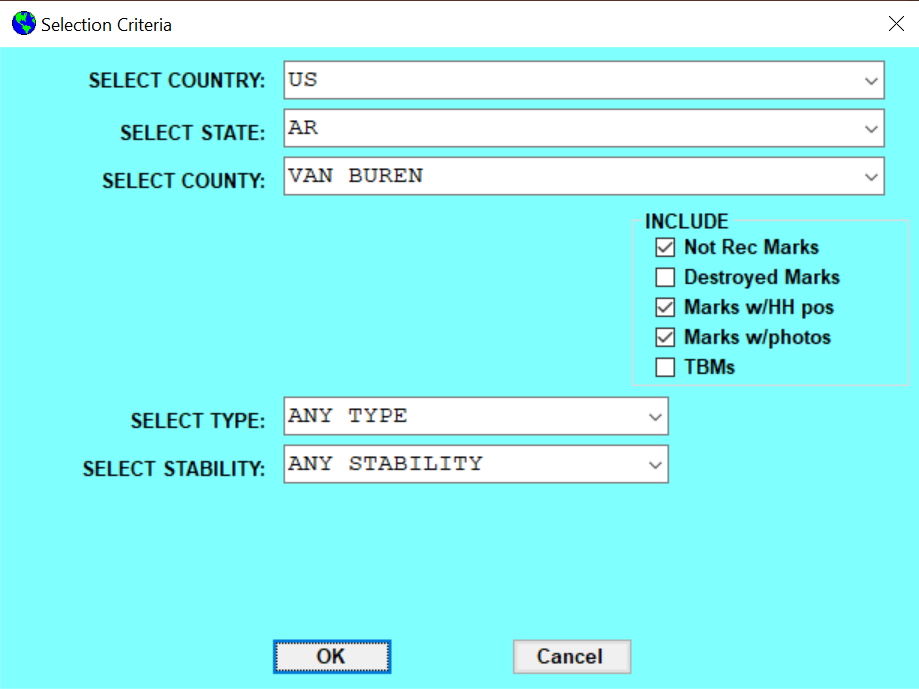 Selection Criteria
SELECT COUNTRY: US
SELECT STATE: AR
SELECT COUNTY: VAN BUREN
INCLUDE
Not Rec Marks
Destroyed Marks
Marks w/HH pos
Marks w/photos
TBMs
SELECT TYPE: ANY TYPE
SELECT STABILITY: ANY STABILITY
OK Cancel